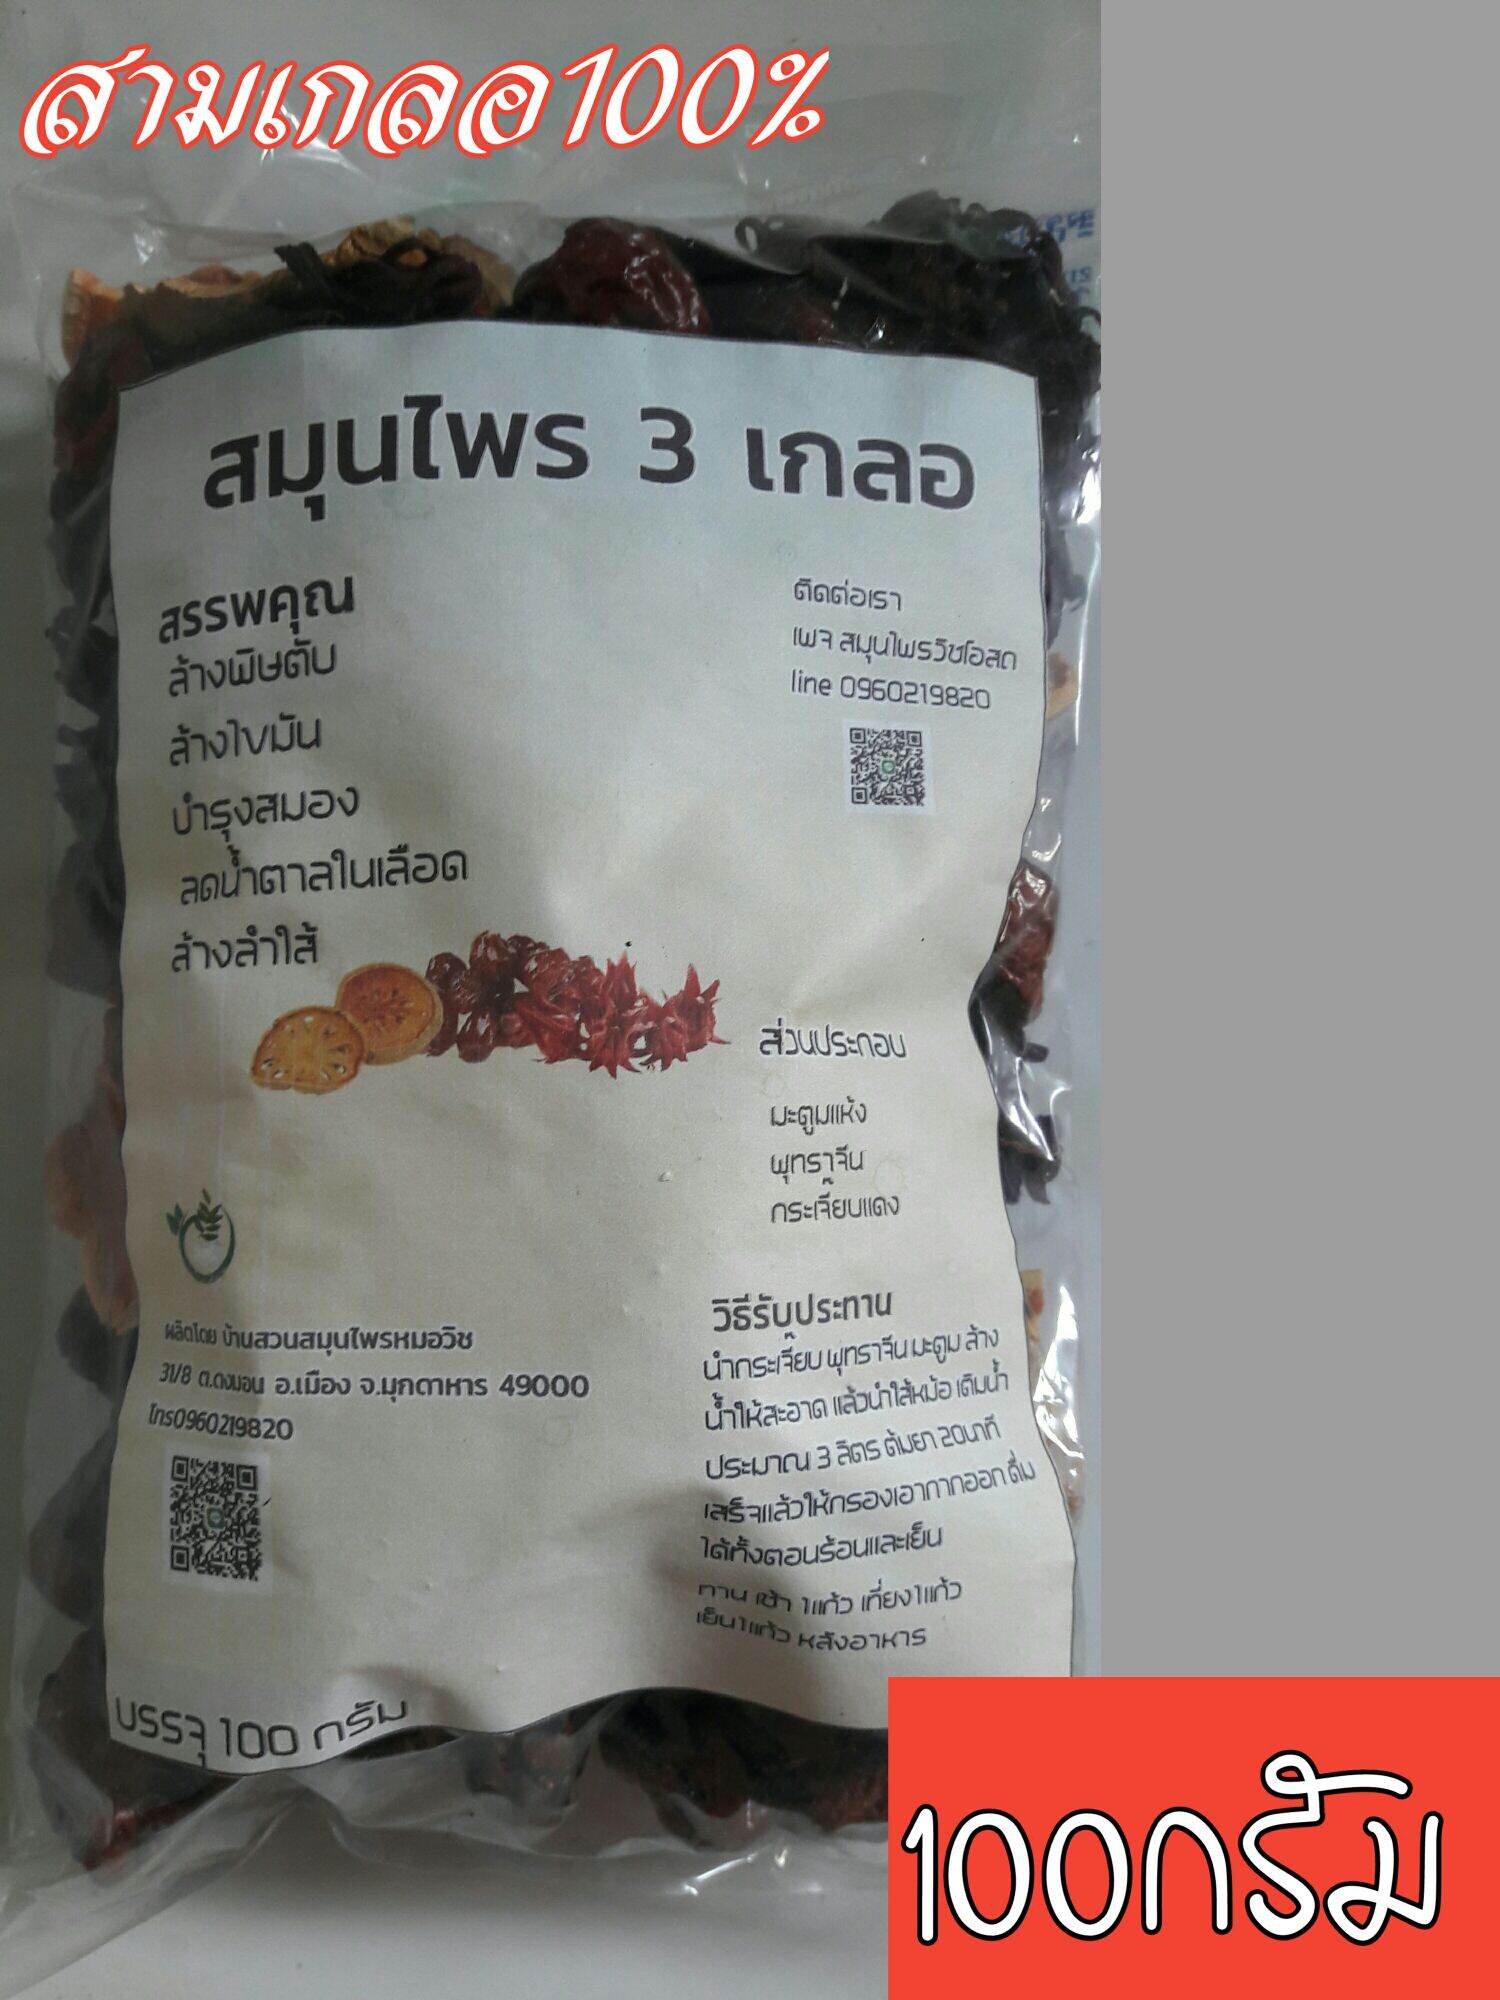 สามเกลอ100%
สมุนไพร 3 เกลอ
สรรพคุณ
ล้างพิษตับ
ล้างไขมัน
บำรุงสมอง
ลดน้ำตาลในเลือด
ล้างลำไส้
ติดต่อเรา
เพจ สมุนไพรวิชโอสถ
line 0960219820
ส่วนประกอบ
มะตูมแห้ง
พุทราจีน
กระเจี๊ยบแดง
ผลิตโดย บ้านสวนสมุนไพรหมอวิช
31/8 ต.ดงมอน อ.เมือง จ.มุกดาหาร 49000
โทร0960219820
วิธีรับประทาน
นำกระเจี๊ยบ พุทราจีน มะตูม ล้าง
น้ำให้สะอาด แล้วนำใส่หม้อ เติมน้ำ
ประมาณ 3 ลิตร ต้มยา 20นาที
เสร็จแล้วให้กรองเอากากออก ดื่ม
ได้ทั้งตอนร้อนและเย็น
ทาน เช้า 1แก้ว เที่ยง1แก้ว
เย็น1แก้ว หลังอาหาร
บรรจุ 100 กรัม
100กรัม